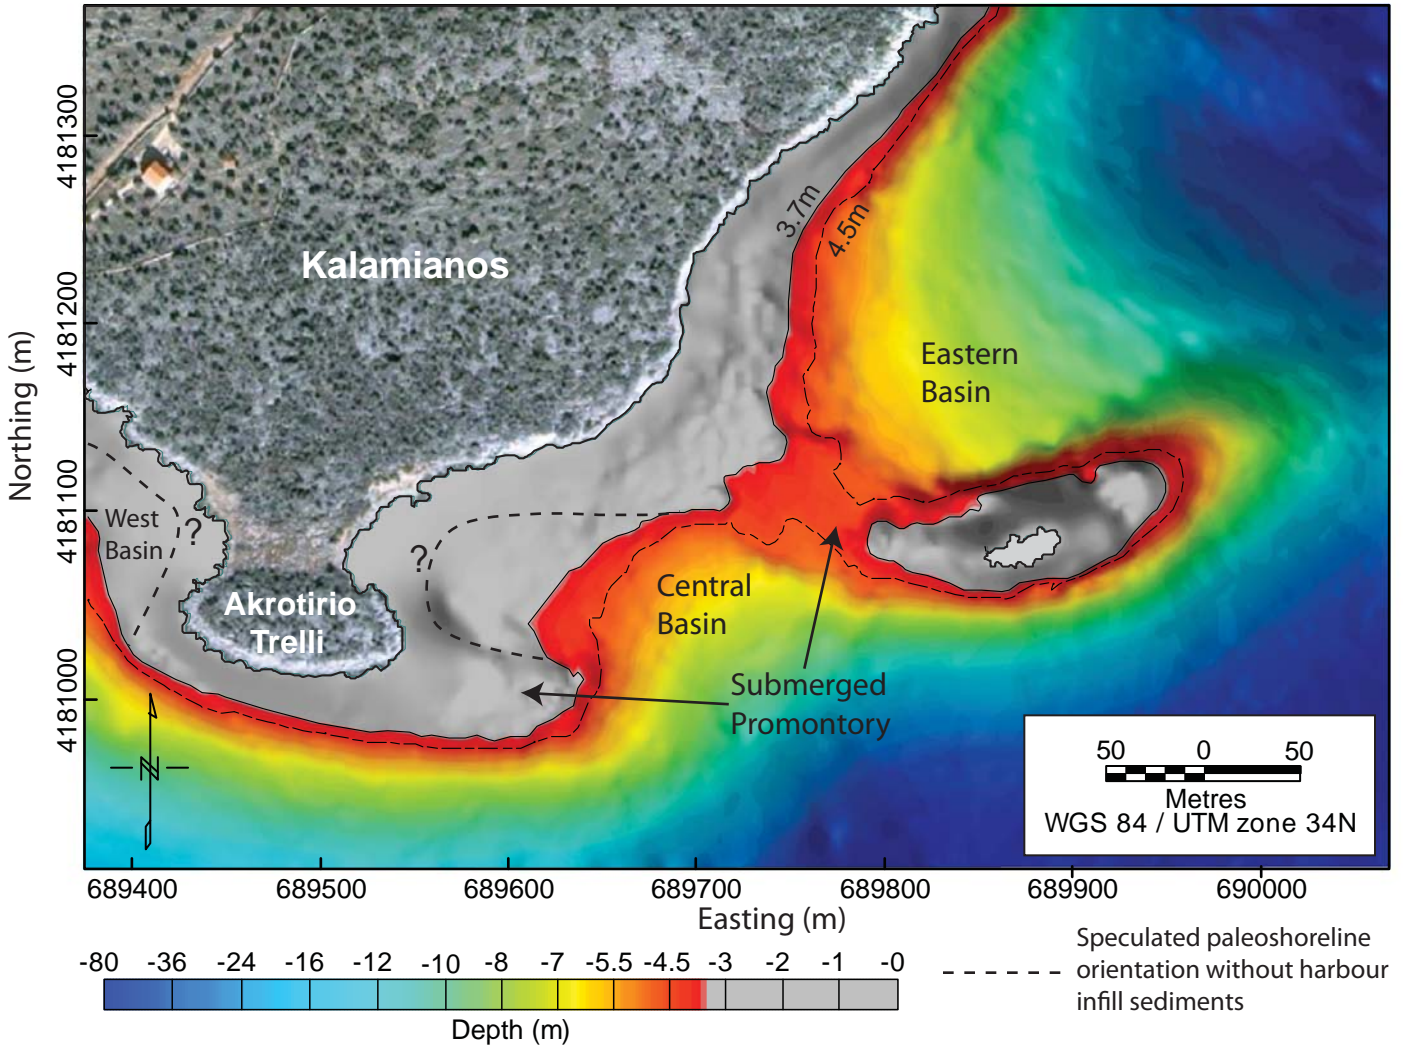 Northing (m)
4181300
4181200
4181100
4181000
Kalamianos
3.7m
4.5m
Eastern
Basin
West
Basin
?
?
Akrotirio
Trelli
Central
Basin
Submerged
Promontory
N
50 0 50
Metres
WGS 84 / UTM zone 34N
689400 689500 689600 689700 689800 689900 690000
Easting (m)
-80 -36 -24 -16 -12 -10 -8 -7 -5.5 -4.5 -3 -2 -1 -0
Depth (m)
Speculated paleoshoreline
orientation without harbour
infill sediments